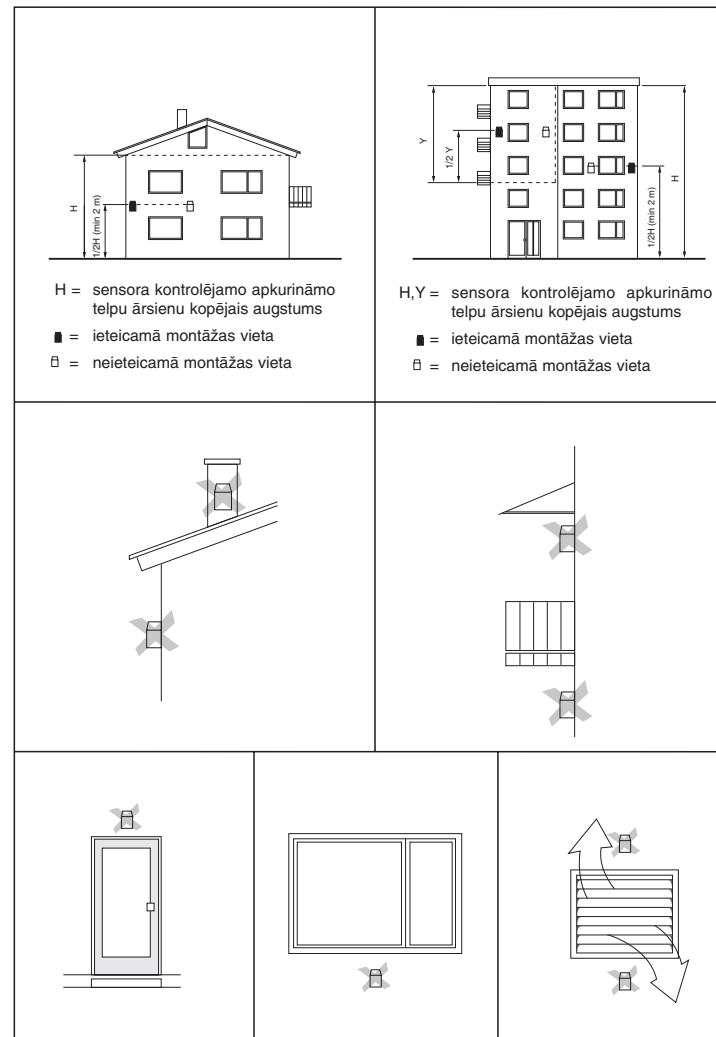 H
1/2H (min 2 m)
H = sensora kontrolējamo apkurināmo
telpu ārsienu kopējais augstums
= ieteicamā montāžas vieta
= neieteicamā montāžas vieta
Y
1/2 Y
1/2H (min 2 m)
H
H,Y = sensora kontrolējamo apkurināmo
telpu ārsienu kopējais augstums
= ieteicamā montāžas vieta
= neieteicamā montāžas vieta